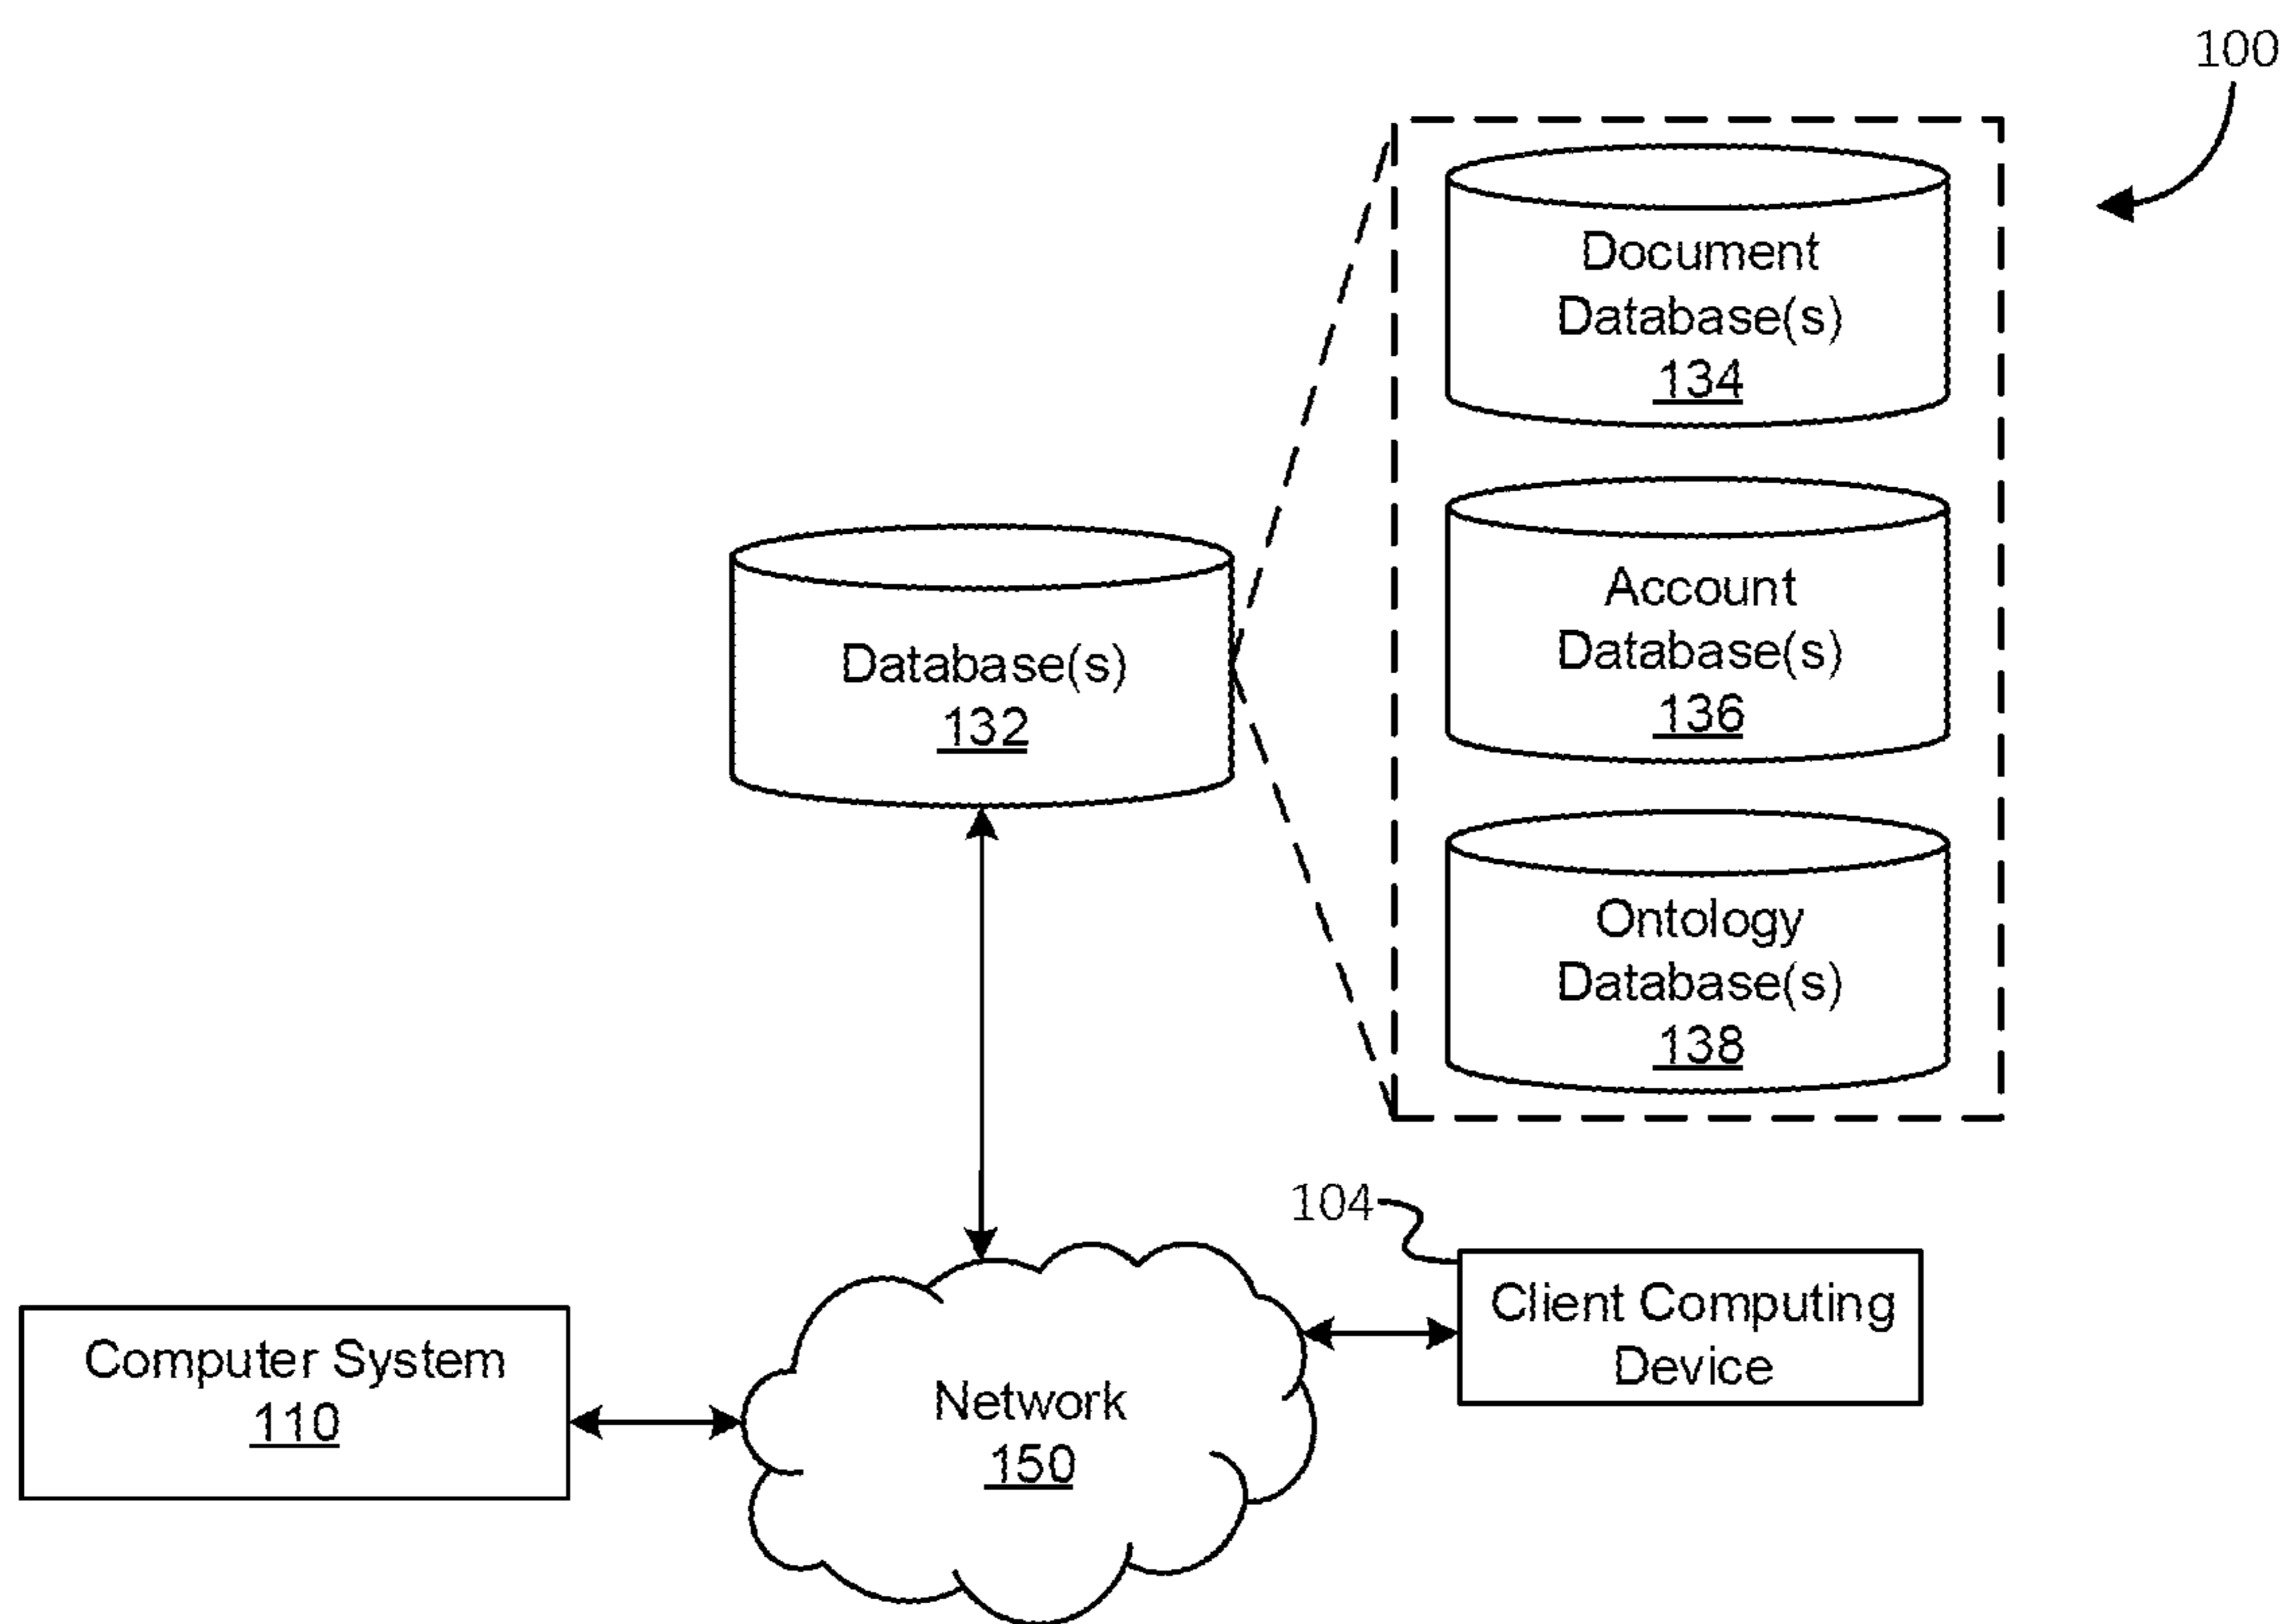 100
Document
Database(s)
134
Account
Database(s)
136
Database(s)
132
Ontology
Database(s)
138
104
Client Computing
Device
Computer System
110
Network
150